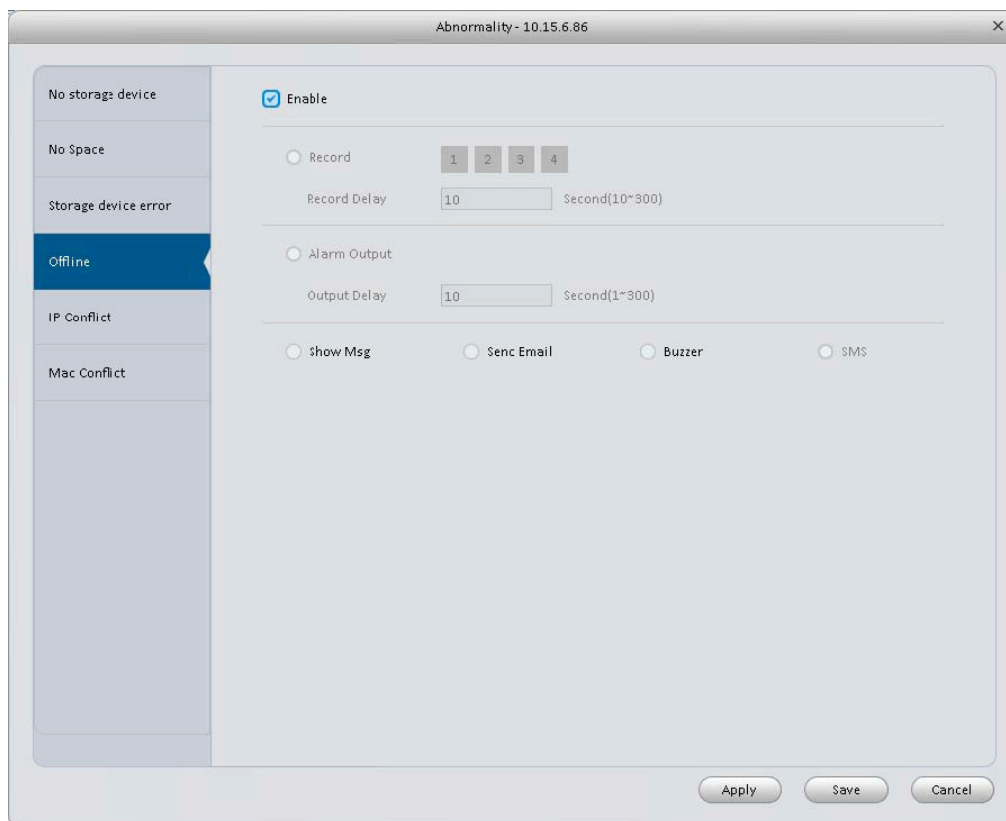 Abnormality - 10.15.6.86
No storage device
No Space
Storage device error
Offline
IP Conflict
Mac Conflict
Enable
Record 1 2 3 4
Record Delay 10 Second(10~300)
Alarm Output
Output Delay 10 Second(1~300)
Show Msg Senc Email Buzzer SMS
Apply Save Cancel